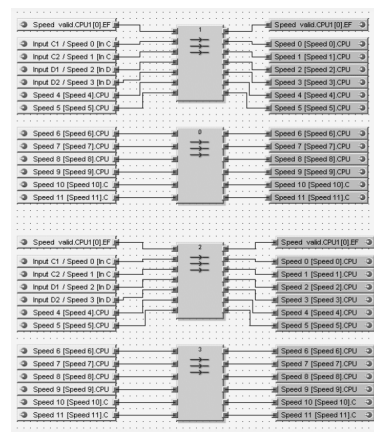 Speed valid.CPU1[0].EF
1
Speed valid.CPU1[0].EF
Input C1 / Speed 0 [In C
Speed 0 [Speed 0].CPU
Input C2 / Speed 1 [In C
Speed 1 [Speed 1].CPU
Input D1 / Speed 2 [In D
Speed 2 [Speed 2].CPU
Input D2 / Speed 3 [In D
Speed 3 [Speed 3].CPU
Speed 4 [Speed 4].CPU
Speed 4 [Speed 4].CPU
Speed 5 [Speed 5].CPU
Speed 5 [Speed 5].CPU
Speed 6 [Speed 6].CPU
0
Speed 6 [Speed 6].CPU
Speed 7 [Speed 7].CPU
Speed 7 [Speed 7].CPU
Speed 8 [Speed 8].CPU
Speed 8 [Speed 8].CPU
Speed 9 [Speed 9].CPU
Speed 9 [Speed 9].CPU
Speed 10 [Speed 10].C
Speed 10 [Speed 10].C
Speed 11 [Speed 11].C
Speed 11 [Speed 11].C
Speed valid.CPU1[0].EF
2
Speed valid.CPU1[0].EF
Input C1 / Speed 0 [In C
Speed 0 [Speed 0].CPU
Input C2 / Speed 1 [In C
Speed 1 [Speed 1].CPU
Input D1 / Speed 2 [In D
Speed 2 [Speed 2].CPU
Input D2 / Speed 3 [In D
Speed 3 [Speed 3].CPU
Speed 4 [Speed 4].CPU
Speed 4 [Speed 4].CPU
Speed 5 [Speed 5].CPU
Speed 5 [Speed 5].CPU
Speed 6 [Speed 6].CPU
3
Speed 6 [Speed 6].CPU
Speed 7 [Speed 7].CPU
Speed 7 [Speed 7].CPU
Speed 8 [Speed 8].CPU
Speed 8 [Speed 8].CPU
Speed 9 [Speed 9].CPU
Speed 9 [Speed 9].CPU
Speed 10 [Speed 10].C
Speed 10 [Speed 10].C
Speed 11 [Speed 11].C
Speed 11 [Speed 11].C